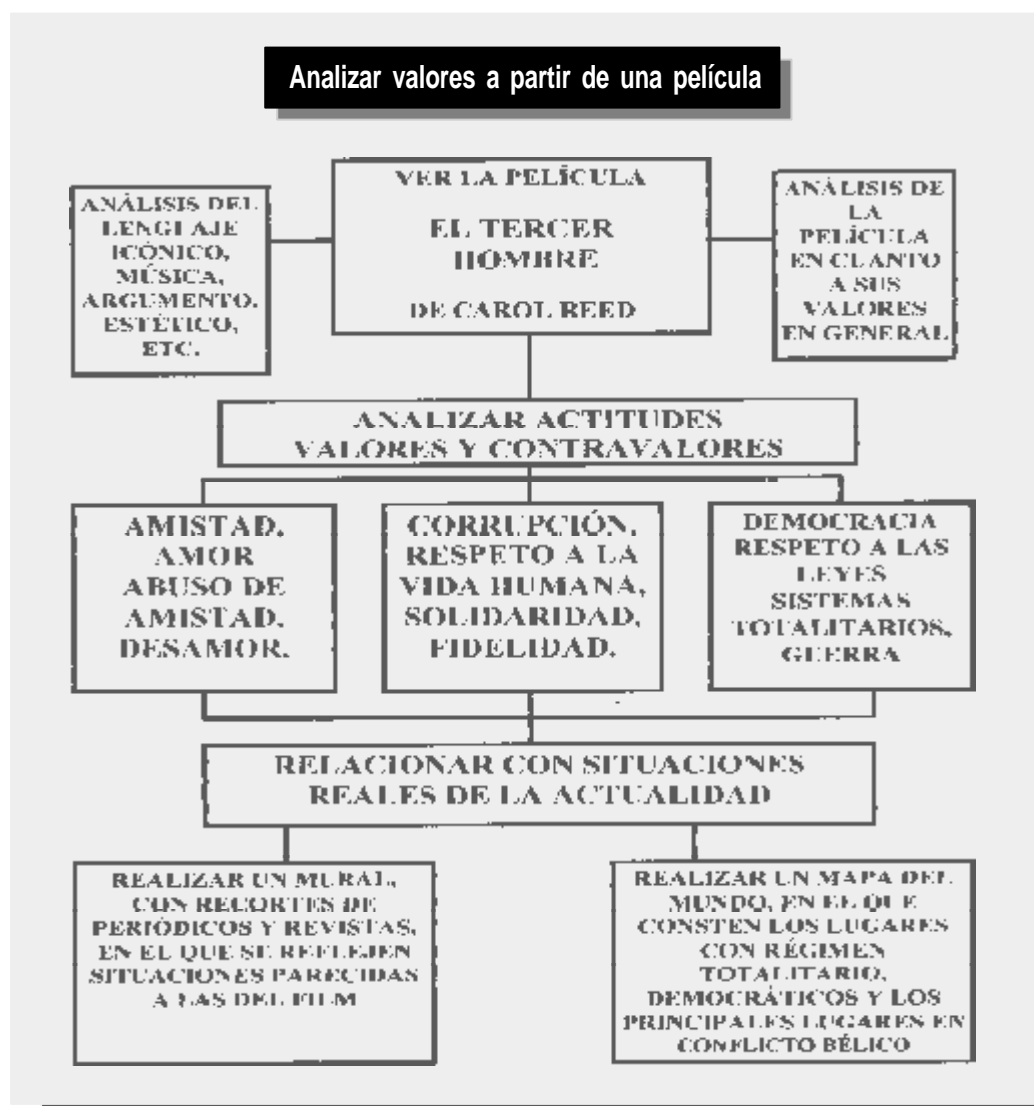 Analizar valores a partir de una película
ANÁLISIS DEL
LENGUAJE
ICÓNICO,
MÚSICA,
ARGUMENTO.
ESTÉTICO,
ETC.
VER LA PELÍCULA
EL TERCER
HOMBRE
DE CAROL REED
ANÁLISIS DE
LA
PELÍCULA
EN CUANTO
A SUS
VALORES
EN GENERAL
ANALIZAR ACTITUDES
VALORES Y CONTRAVALORES
AMISTAD.
AMOR
ABUSO DE
AMISTAD.
DESAMOR.
CORRUPCIÓN.
RESPETO A LA
VIDA HUMANA,
SOLIDARIDAD,
FIDELIDAD.
DEMOCRACIA
RESPETO A LAS
LEYES
SISTEMAS
TOTALITARIOS,
GUERRA
RELACIONAR CON SITUACIONES
REALES DE LA ACTUALIDAD
REALIZAR UN MURAL,
CON RECORTES DE
PERIÓDICOS Y REVISTAS,
EN EL QUE SE REFLEJEN
SITUACIONES PARECIDAS
A LAS DEL FILM
REALIZAR UN MAPA DEL
MUNDO, EN EL QUE
CONSTEN LOS LUGARES
CON RÉGIMEN
TOTALITARIO,
DEMOCRÁTICOS Y LOS
PRINCIPALES LUGARES EN
CONFLICTO BÉLICO